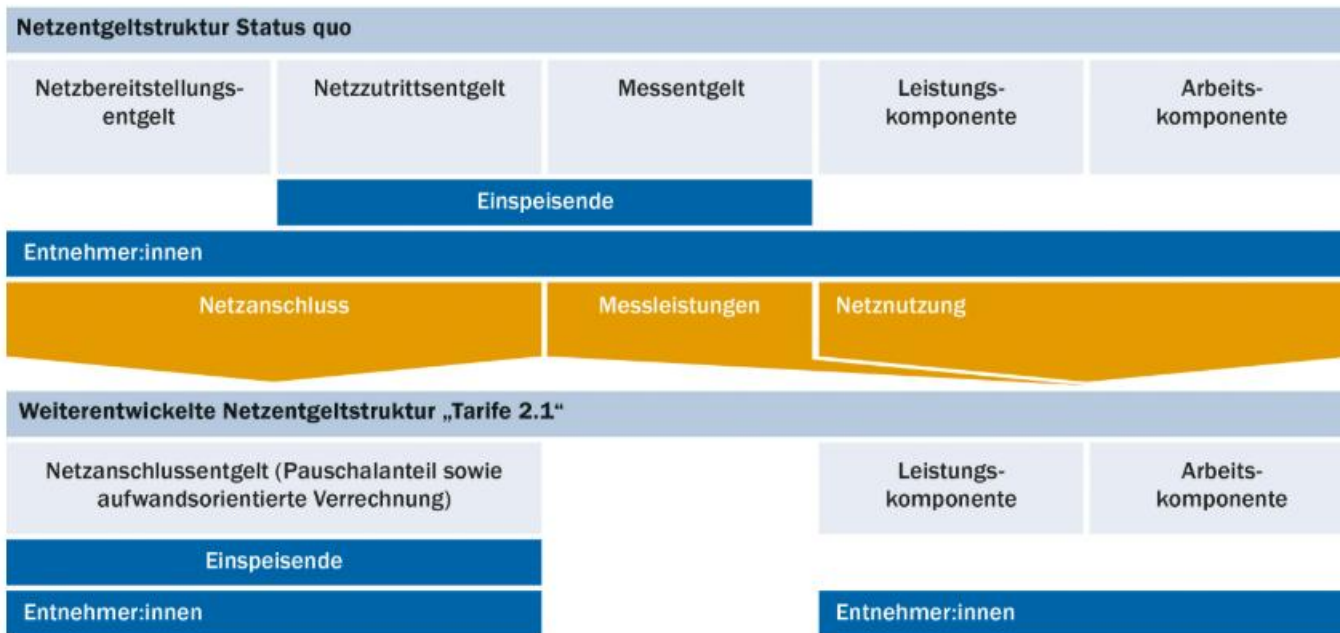 Netzentgeltstruktur Status quo
Netzbereitstellungs-
entgelt
Netzzutrittsentgelt
Messentgelt
Leistungs-
komponente
Arbeits-
komponente
Einspeisende
Entnehmer:innen
Netzanschluss
Messleistungen
Netznutzung
Weiterentwickelte Netzentgeltstruktur „Tarife 2.1“
Netzanschlussentgelt (Pauschalanteil sowie
aufwandsorientierte Verrechnung)
Leistungs-
komponente
Arbeits-
komponente
Einspeisende
Entnehmer:innen
Entnehmer:innen